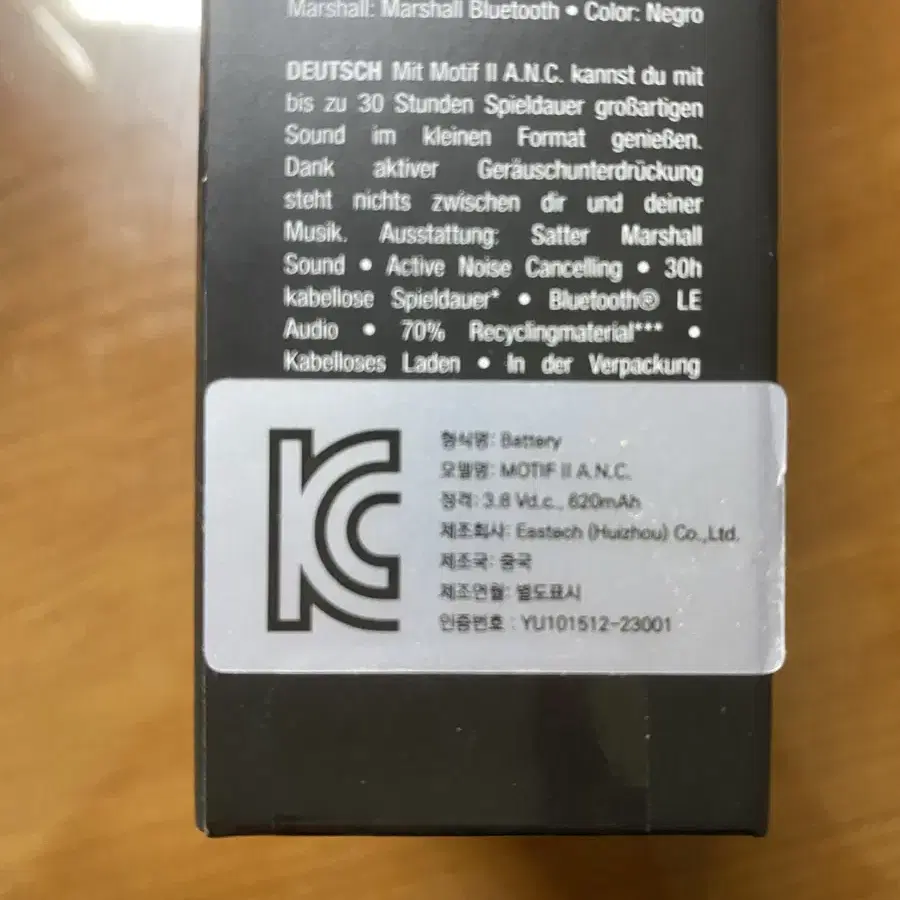 Marshall: Marshall Bluetooth • Color: Negro
DEUTSCH Mit Motif II A.N.C. kannst du mit
bis zu 30 Stunden Spieldauer großartigen
Sound im kleinen Format genießen.
Dank aktiver Geräuschunterdrückung
steht nichts zwischen dir und deiner
Musik. Ausstattung: Satter Marshall
Sound • Active Noise Cancelling • 30h
kabellose Spieldauer* • Bluetooth® LE
Audio • 70% Recyclingmaterial*** •
Kabelloses Laden • In der Verpackung
KC
형식명: Battery
모델명: MOTIF II A.N.C.
정격: 3.8 Vd.c., 620mAh
제조회사: Eastech (Huizhou) Co.,Ltd.
제조국: 중국
제조연월: 별도표시
인증번호 : YU101512-23001